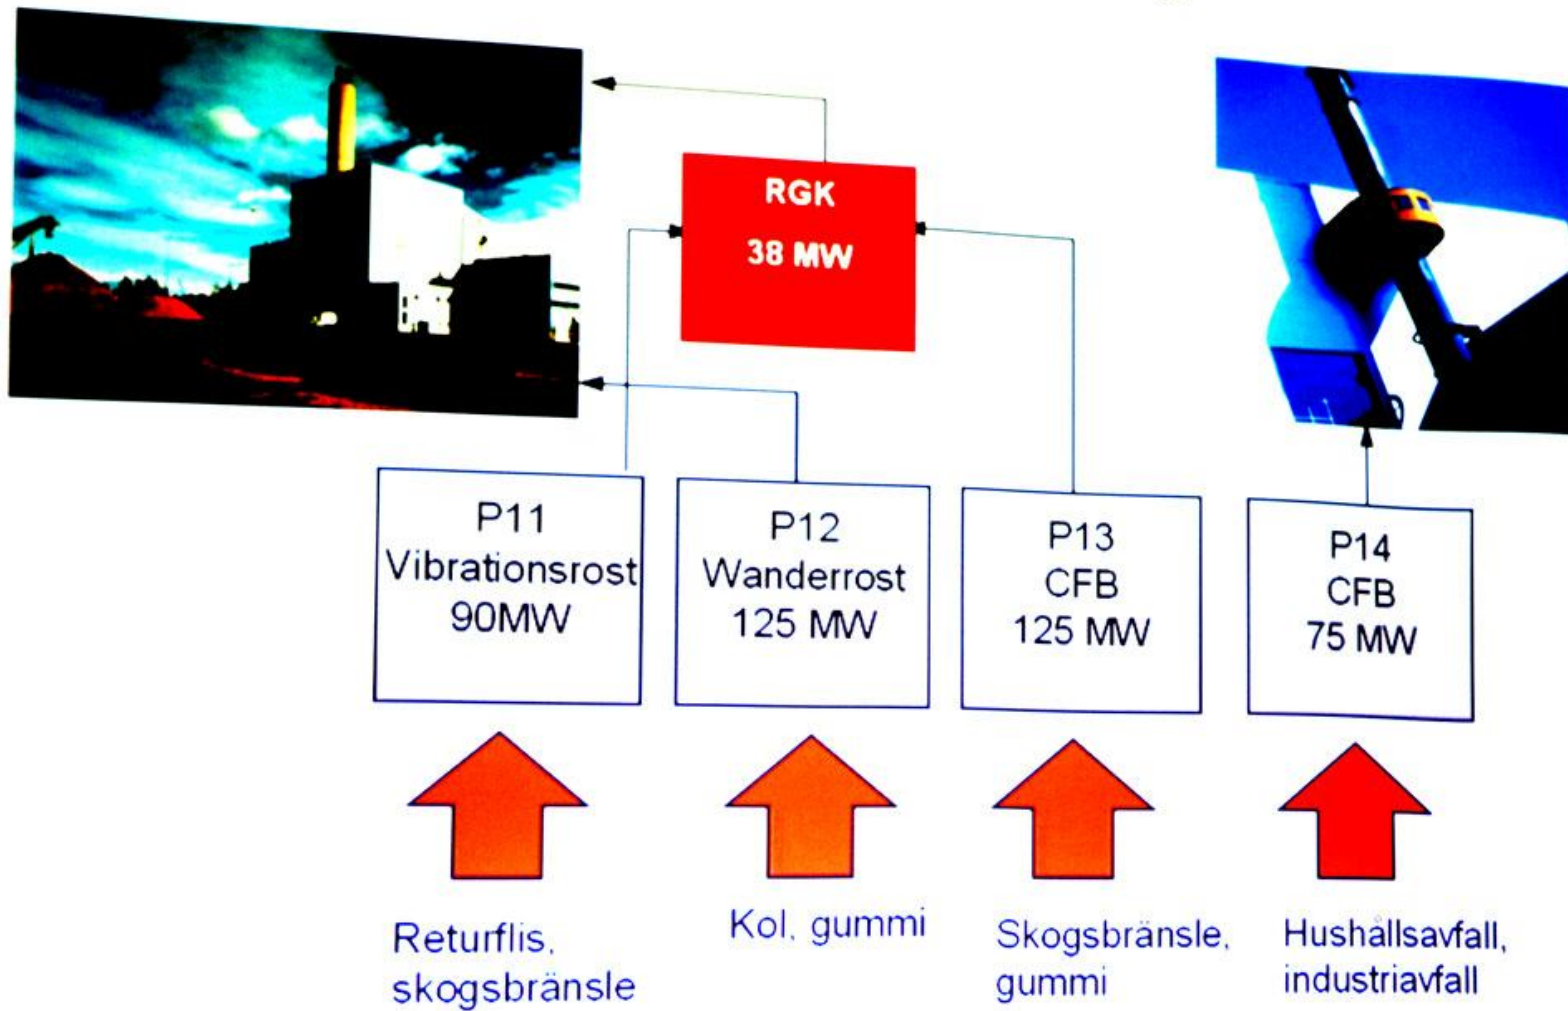 RGK
38 MW
P11
Vibrationsrost
90MW
P12
Wanderrost
125 MW
P13
CFB
125 MW
P14
CFB
75 MW
Returflis,
skogsbränsle
Kol, gummi
Skogsbränsle,
gummi
Hushållsavfall,
industriavfall